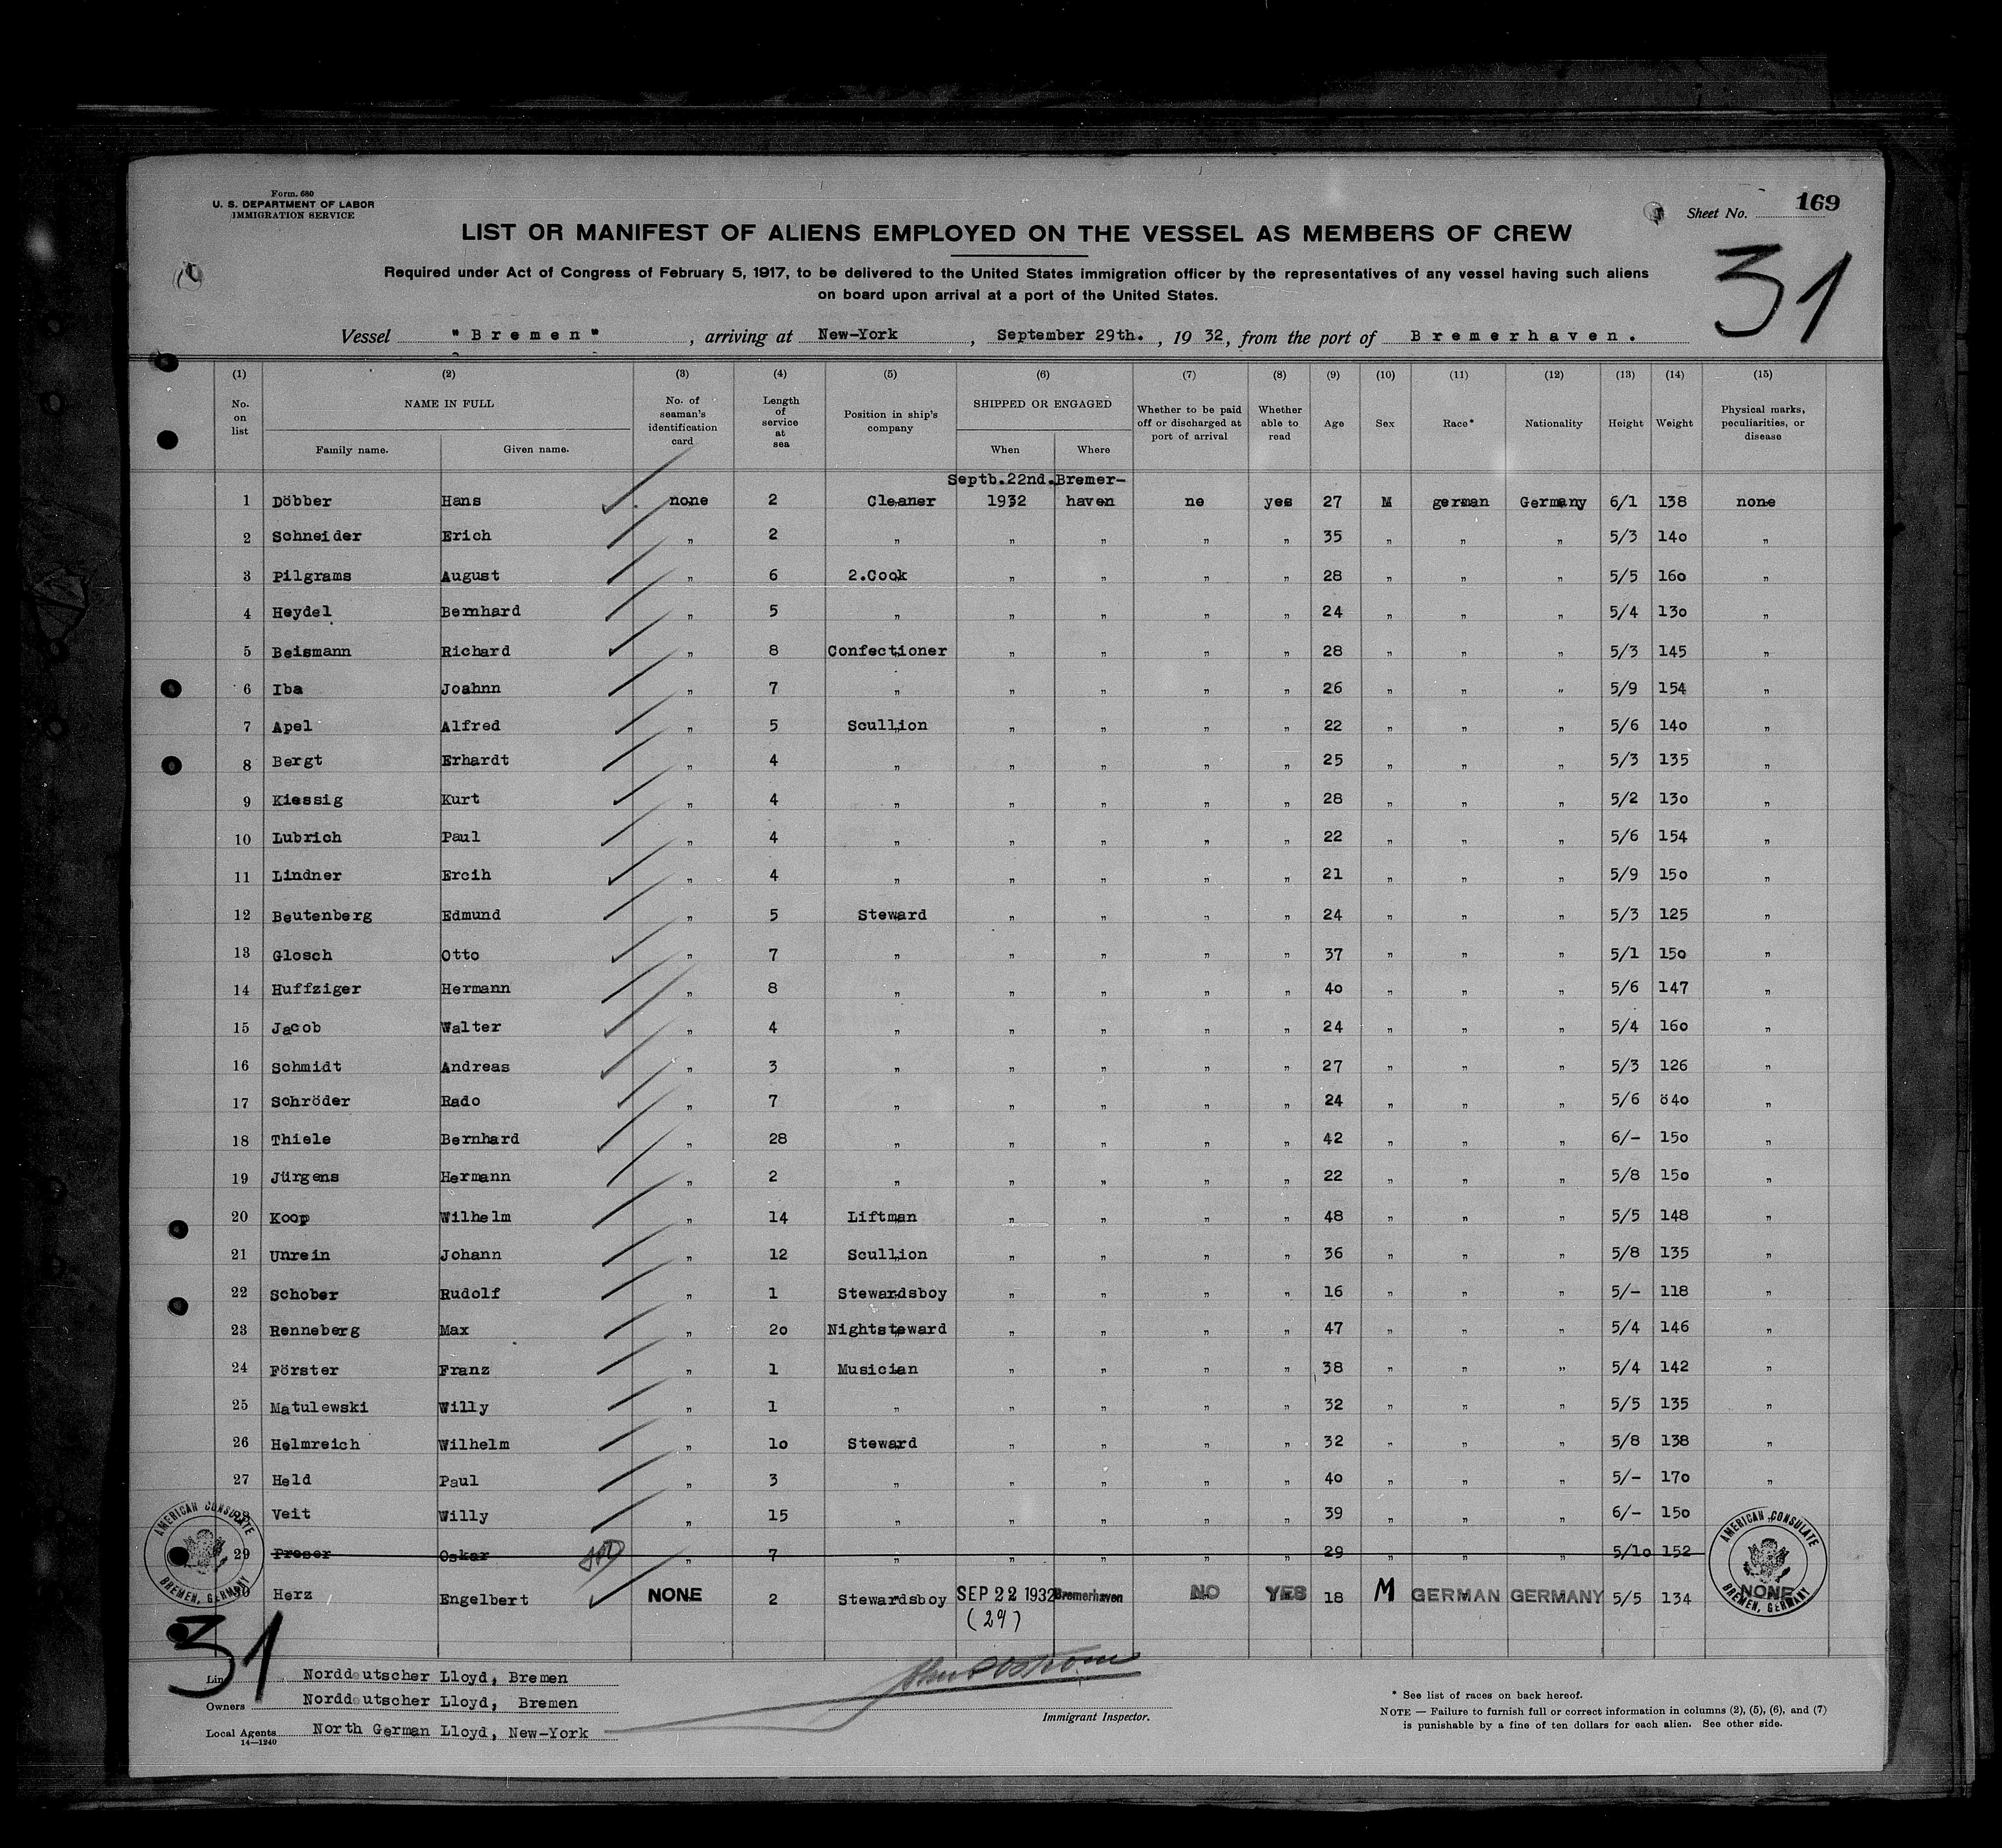 Form. 680
U. S. DEPARTMENT OF LABOR
IMMIGRATION SERVICE
Sheet No. 169
LIST OR MANIFEST OF ALIENS EMPLOYED ON THE VESSEL AS MEMBERS OF CREW
31
Required under Act of Congress of February 5, 1917, to be delivered to the United States immigration officer by the representatives of any vessel having such aliens
on board upon arrival at a port of the United States.
Vessel "Bremen", arriving at New-York, September 29th., 1932, from the port of Bremerhaven.
(1) (2) (3) (4) (5) (6) (7) (8) (9) (10) (11) (12) (13) (14) (15)
No. on list NAME IN FULL Family name. Given name. No. of seaman's identification card Length of service at sea Position in ship's company SHIPPED OR ENGAGED When Where Whether to be paid off or discharged at port of arrival Whether able to read Age Sex Race* Nationality Height Weight Physical marks, peculiarities, or disease
Septb.22nd. Bremer-
1 Döbber Hans none 2 Cleaner 1932 haven no yes 27 M german Germany 6/1 138 none
2 Schneider Erich " 2 " " " " " 35 " " " 5/3 140 "
3 Pilgrams August " 6 2.Cook " " " " 28 " " " 5/5 160 "
4 Heydel Bernhard " 5 " " " " " 24 " " " 5/4 130 "
5 Beismann Richard " 8 Confectioner " " " " 28 " " " 5/3 145 "
6 Iba Joahnn " 7 " " " " " 26 " " " 5/9 154 "
7 Apel Alfred " 5 Scullion " " " " 22 " " " 5/6 140 "
8 Bergt Erhardt " 4 " " " " " 25 " " " 5/3 135 "
9 Kiessig Kurt " 4 " " " " " 28 " " " 5/2 130 "
10 Lubrich Paul " 4 " " " " " 22 " " " 5/6 154 "
11 Lindner Ercih " 4 " " " " " 21 " " " 5/9 150 "
12 Beutenberg Edmund " 5 Steward " " " " 24 " " " 5/3 125 "
13 Glosch Otto " 7 " " " " " 37 " " " 5/1 150 "
14 Huffziger Hermann " 8 " " " " " 40 " " " 5/6 147 "
15 Jacob Walter " 4 " " " " " 24 " " " 5/4 160 "
16 Schmidt Andreas " 3 " " " " " 27 " " " 5/3 126 "
17 Schröder Rado " 7 " " " " " 24 " " " 5/6 840 "
18 Thiele Bernhard " 28 " " " " " 42 " " " 6/- 150 "
19 Jürgens Hermann " 2 " " " " " 22 " " " 5/8 150 "
20 Koop Wilhelm " 14 Liftman " " " " 48 " " " 5/5 148 "
21 Unrein Johann " 12 Scullion " " " " 36 " " " 5/8 135 "
22 Schober Rudolf " 1 Stewardsboy " " " " 16 " " " 5/- 118 "
23 Renneberg Max " 20 Nightsteward " " " " 47 " " " 5/4 146 "
24 Förster Franz " 1 Musician " " " " 38 " " " 5/4 142 "
25 Matulewski Willy " 1 " " " " " 32 " " " 5/5 135 "
26 Helmreich Wilhelm " 10 Steward " " " " 32 " " " 5/8 138 "
27 Held Paul " 3 " " " " " 40 " " " 5/- 170 "
28 Veit Willy " 15 " " " " " 39 " " " 6/- 150 "
29 Preser Oskar " 7 " " " " " 29 " " " 5/10 152
30 Herz Engelbert NONE 2 Stewardsboy SEP 22 1932 Bremerhaven NO YES 18 M GERMAN GERMANY 5/5 134 NONE
(29)
AMERICAN CONSULATE BREMEN, GERMANY
AMERICAN CONSULATE BREMEN, GERMANY
31
Line Norddeutscher Lloyd, Bremen
Owners Norddeutscher Lloyd, Bremen
Local Agents North German Lloyd, New-York
14—1240
Immigrant Inspector.
* See list of races on back hereof.
NOTE — Failure to furnish full or correct information in columns (2), (5), (6), and (7)
is punishable by a fine of ten dollars for each alien. See other side.